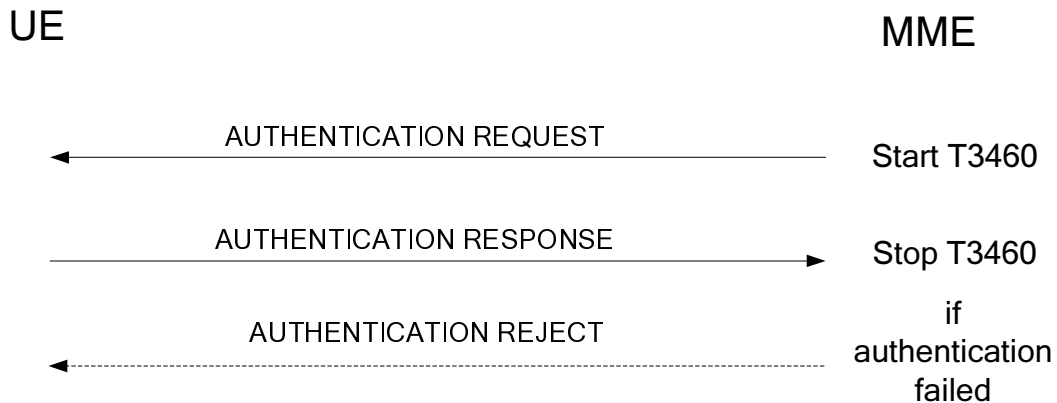 UE
MME
AUTHENTICATION REQUEST
Start T3460
AUTHENTICATION RESPONSE
Stop T3460
AUTHENTICATION REJECT
if
authentication
failed